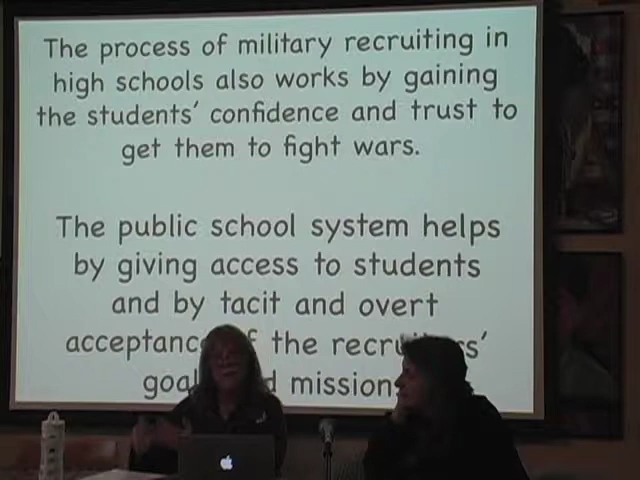 The process of military recruiting in
high schools also works by gaining
the students' confidence and trust to
get them to fight wars.
The public school system helps
by giving access to students
and by tacit and overt
the